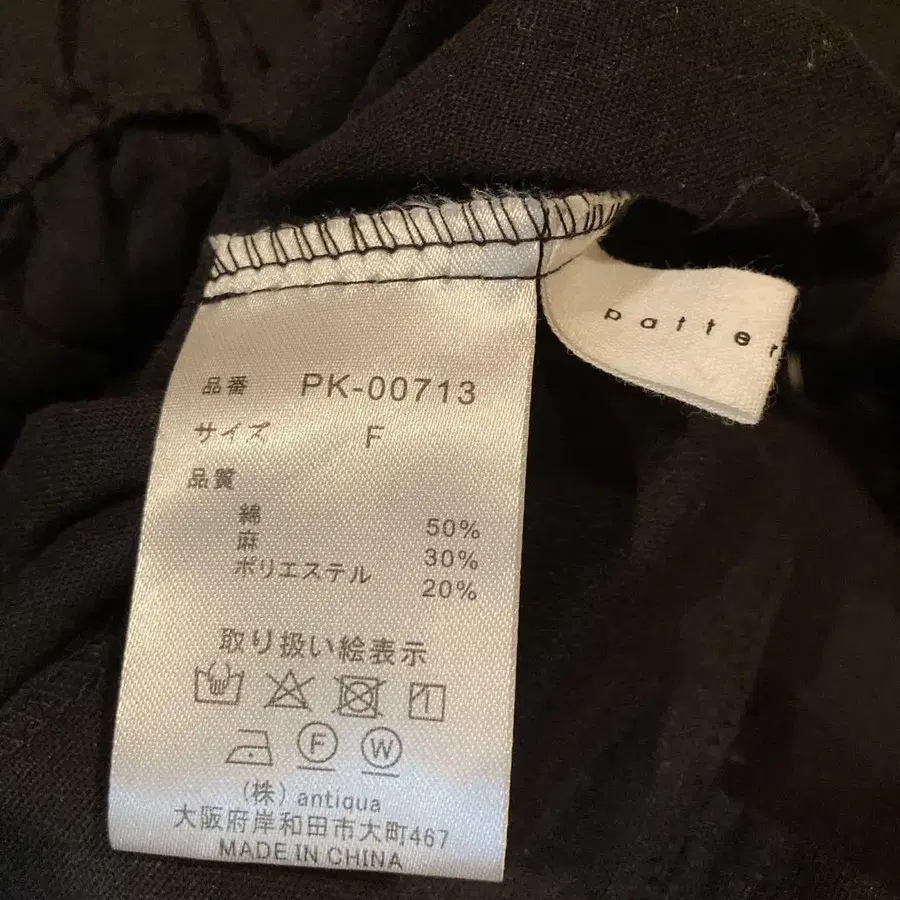 品番 PK-00713
サイズ F
品質
綿 50%
麻 30%
ポリエステル 20%
取り扱い絵表示
F W
(株) antiqua
大阪府岸和田市大町467
MADE IN CHINA
patter